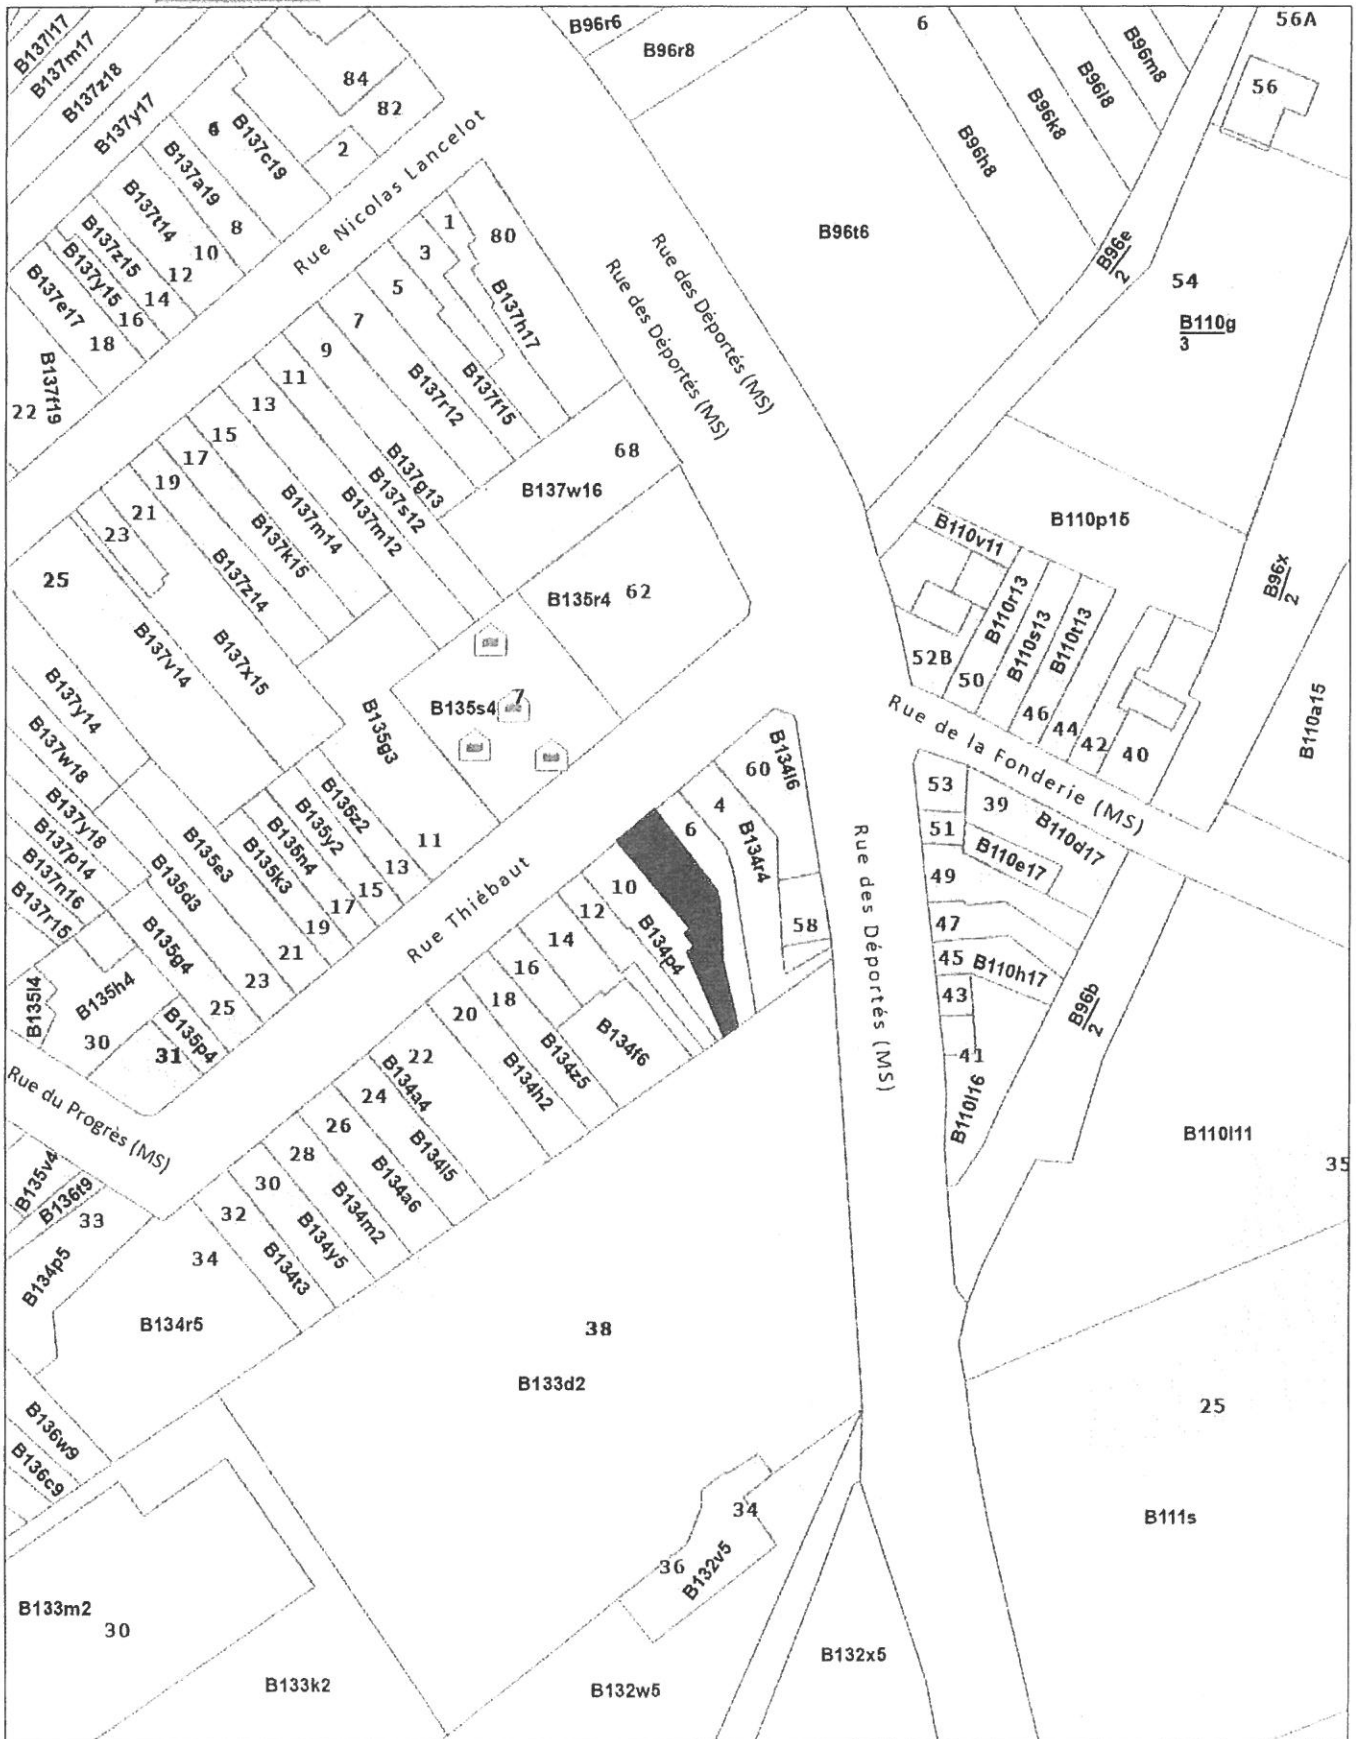 B137l17
B137m17
B137z18
B137y17
84
82
2
6
B137c19
B137a19
8
B137t14
10
B137z15
12
B137y15
14
16
B137e17
18
B137f19
22
Rue Nicolas Lancelot
B96r6
B96r8
6
B96m8
B96l8
B96k8
B96h8
56A
56
B96t6
B96e
2
54
B110g
3
1
3
5
7
9
11
13
15
17
19
21
23
25
80
B137h17
B137f15
B137r12
B137g13
B137s12
B137m12
B137m14
B137k15
B137z14
B137x15
B137v14
Rue des Déportés (MS)
Rue des Déportés (MS)
68
B137w16
B135r4
62
B110p15
B110v11
B96x
2
B110r13
B110s13
B110t13
52B
50
46
44
42
40
B110a15
B135s4
7
B135g3
B137y14
B137w18
B137y18
B137p14
B137n16
B137r15
B135z2
B135y2
B135n4
B135k3
B135e3
B135d3
B135g4
11
13
15
17
19
21
23
25
B135l4
B135h4
30
B135p4
31
Rue de la Fonderie (MS)
B134l6
60
4
B134r4
6
58
10
B134p4
12
14
16
18
20
B134f6
B134z5
B134h2
22
B134a4
24
B134l5
26
B134a6
28
B134m2
30
B134y5
32
B134t3
34
B134r5
Rue Thiébaut
Rue des Déportés (MS)
53
39
B110d17
51
B110e17
49
47
45
B110h17
43
41
B110l16
B96b
2
B110l11
35
Rue du Progrès (MS)
B135v4
B136t9
33
B134p5
38
B133d2
B136w9
B136c9
25
B111s
34
36
B132v5
B133m2
30
B133k2
B132w5
B132x5